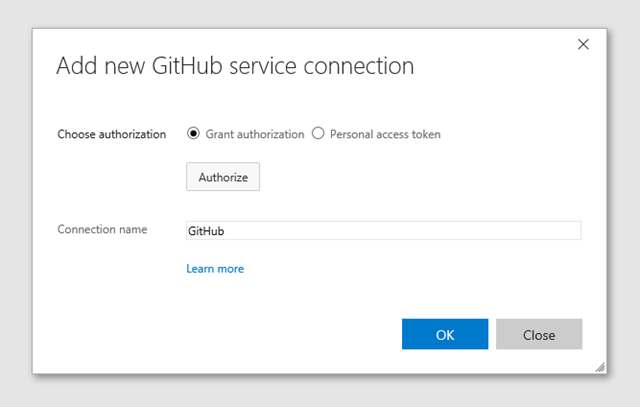 Add new GitHub service connection
Choose authorization Grant authorization Personal access token
Authorize
Connection name GitHub
Learn more
OK Close